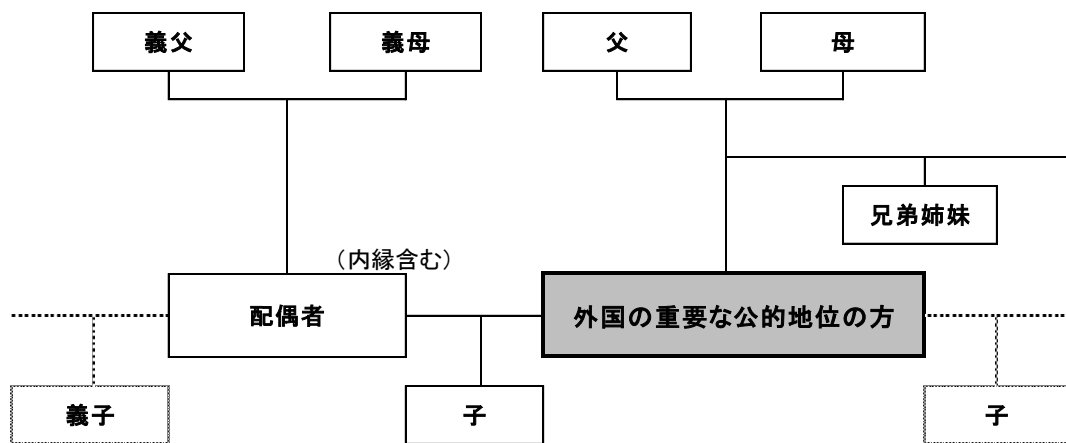 義父
義母
父
母
兄弟姉妹
（内縁含む）
配偶者
外国の重要な公的地位の方
義子
子
子